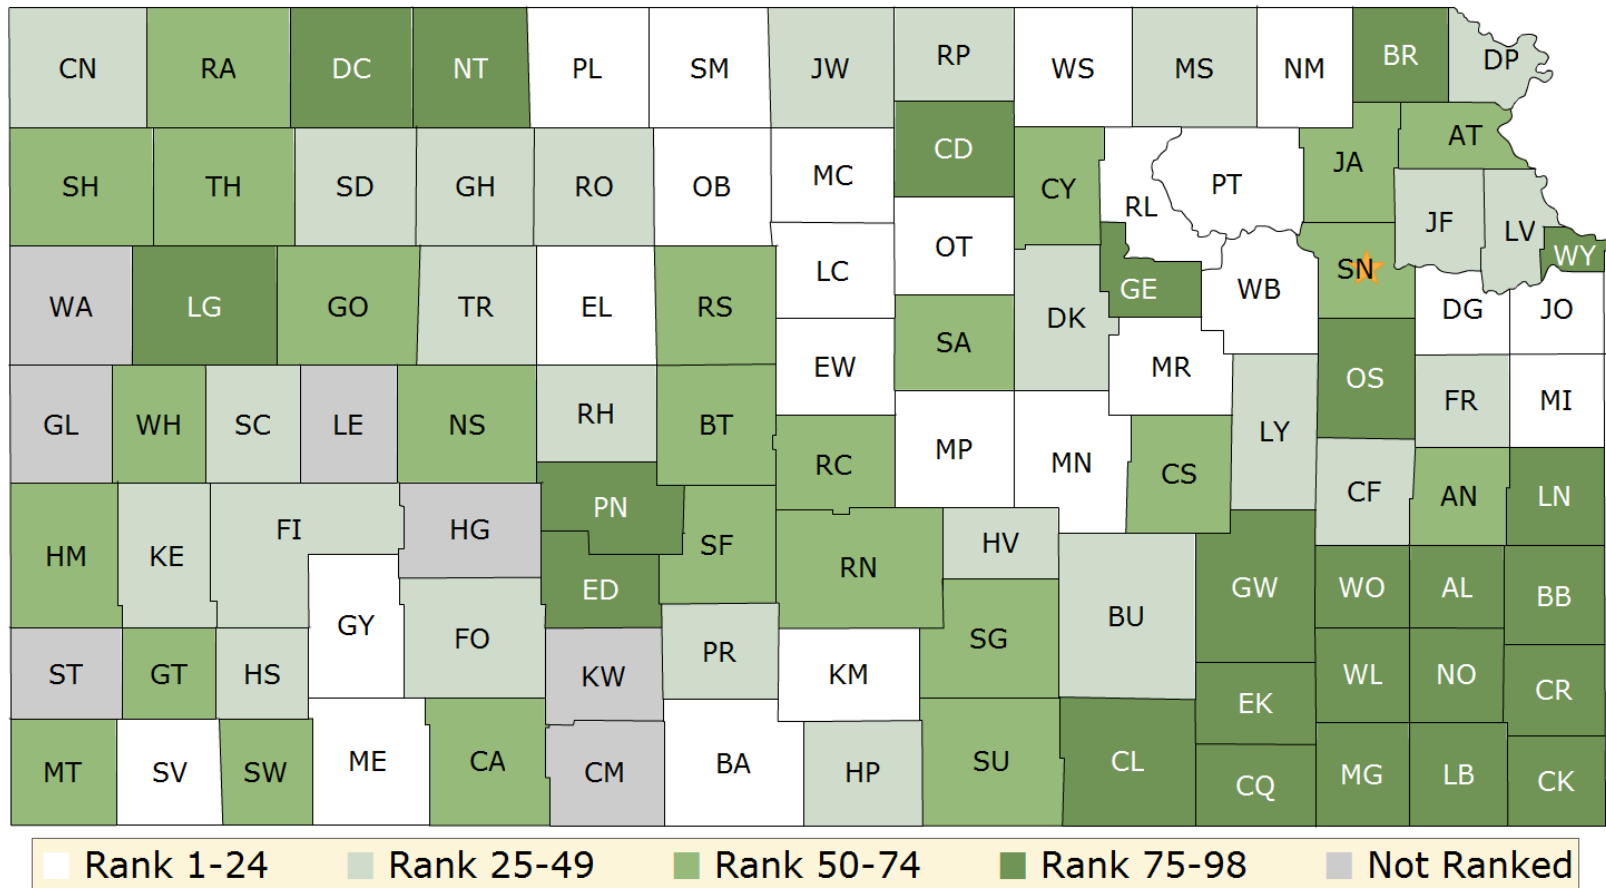 CN RA DC NT PL SM JW RP WS MS NM BR DP
SH TH SD GH RO OB MC CD CY RL PT JA AT
JF LV WY
WA LG GO TR EL RS LC OT DK GE WB SN DG JO
GL WH SC LE NS RH BT EW SA MR OS FR MI
HM KE FI HG PN SF RC MP MN CS LY CF AN LN
ED RN HV GW WO AL BB
ST GT HS GY FO KW PR KM SG BU EK WL NO CR
MT SV SW ME CA CM BA HP SU CL CQ MG LB CK
Rank 1-24 Rank 25-49 Rank 50-74 Rank 75-98 Not Ranked